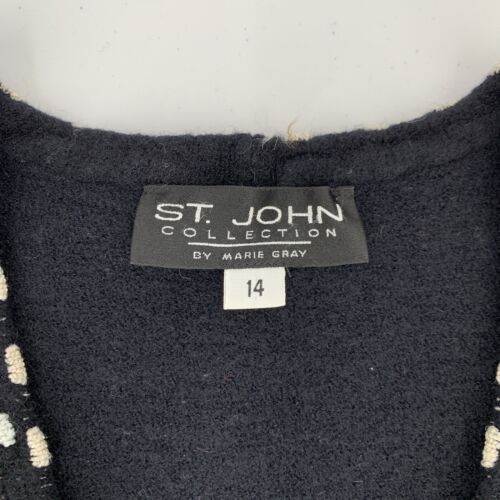 ST. JOHN
COLLECTION
BY MARIE GRAY
14